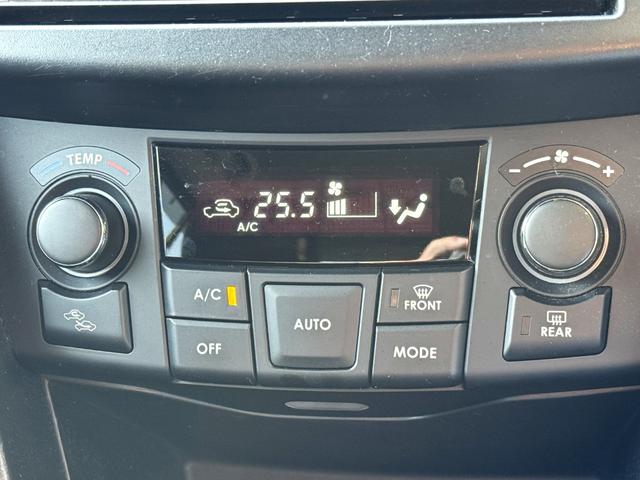 TEMP
- +
25.5
A/C
A/C
AUTO
FRONT
OFF
MODE
REAR